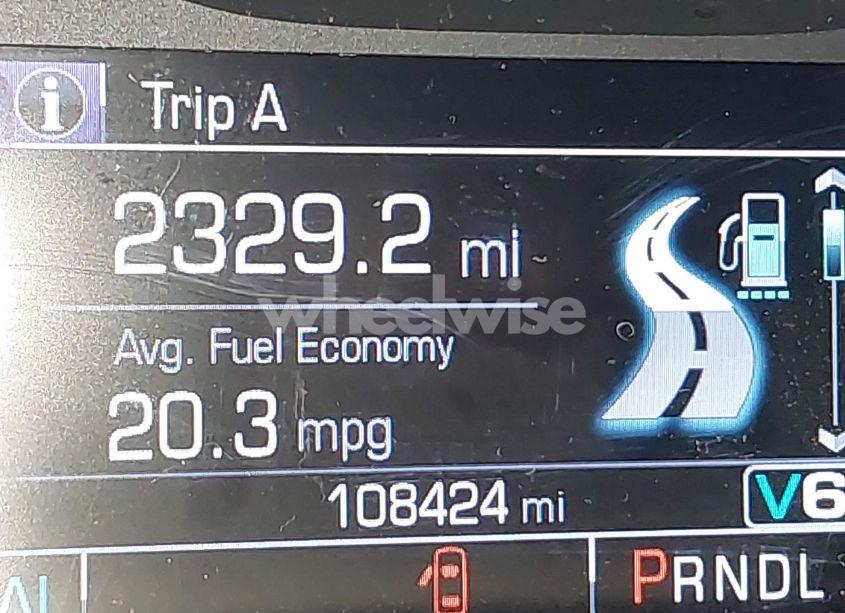 i Trip A
2329.2 mi
wheelwise
Avg. Fuel Economy
20.3 mpg
108424 mi
V6
PRNDL